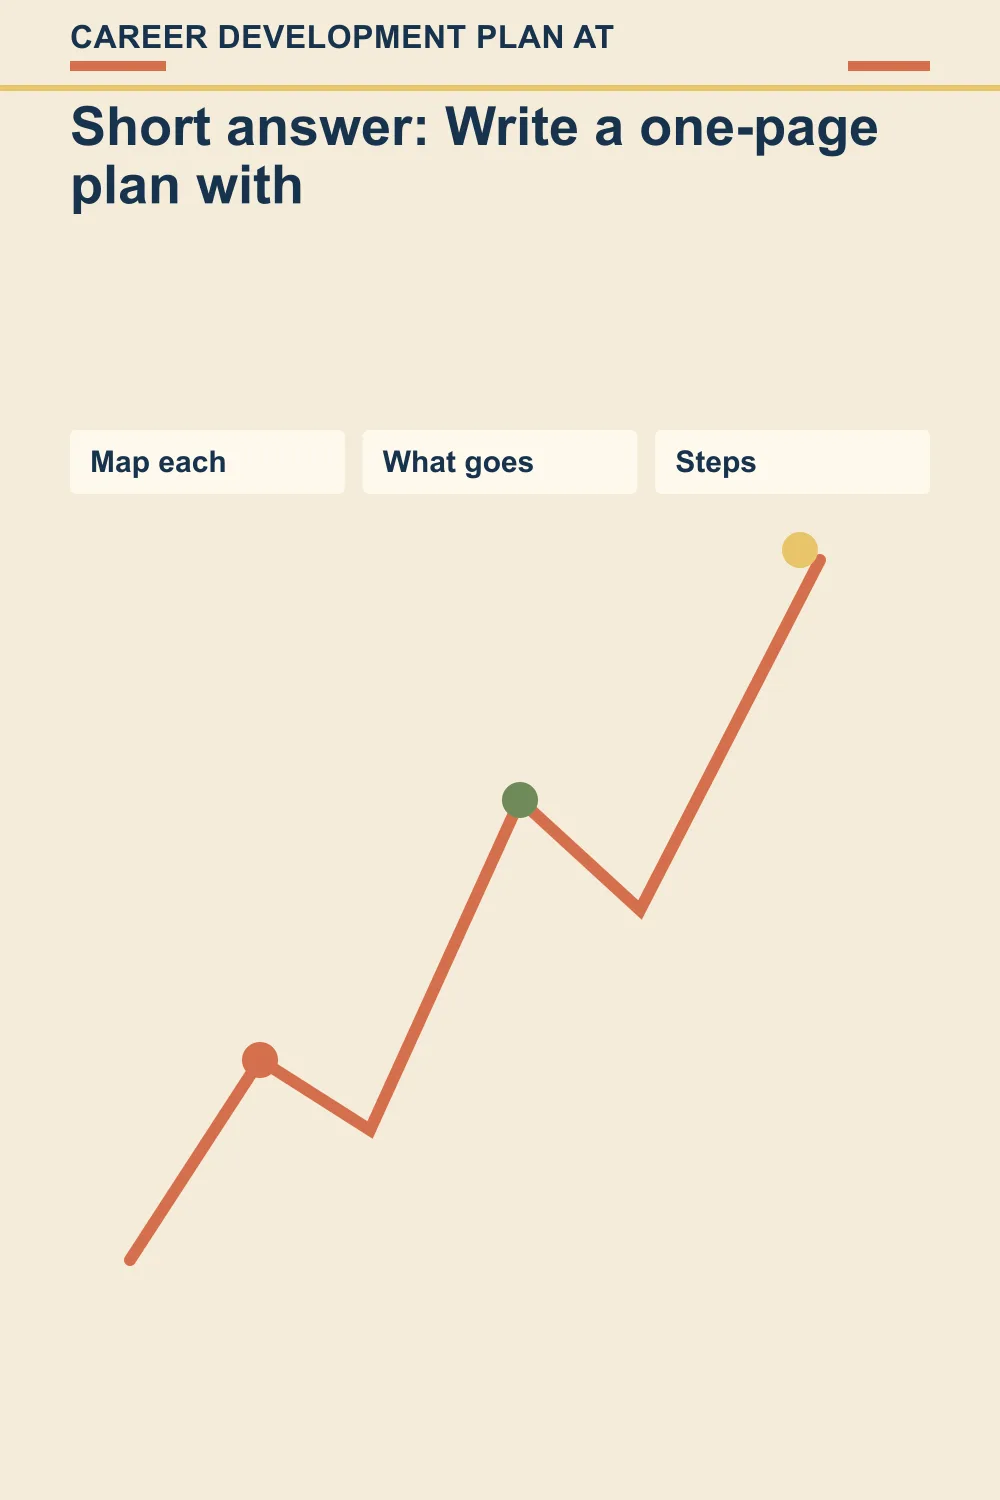 CAREER DEVELOPMENT PLAN AT
Short answer: Write a one-page
plan with
Map each
What goes
Steps